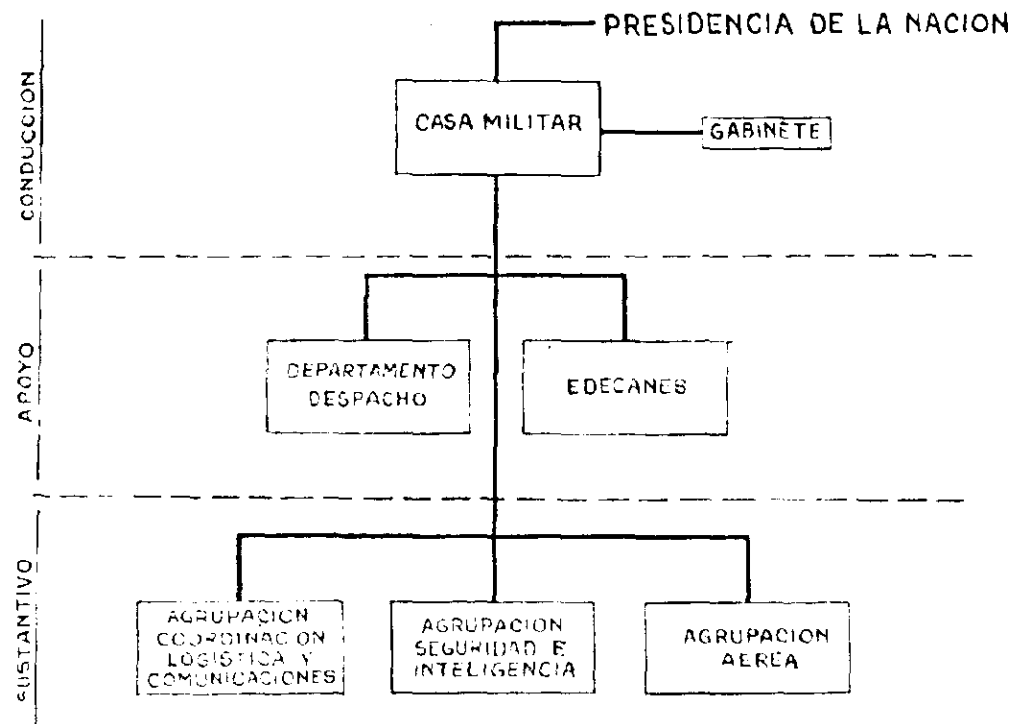 PRESIDENCIA DE LA NACION
CONDUCCION
CASA MILITAR
GABINETE
APOYO
DEPARTAMENTO
DESPACHO
EDECANES
SUSTANTIVO
AGRUPACION
COORDINACION
LOGISTICA Y
COMUNICACIONES
AGRUPACION
SEGURIDAD E
INTELIGENCIA
AGRUPACION
AEREA